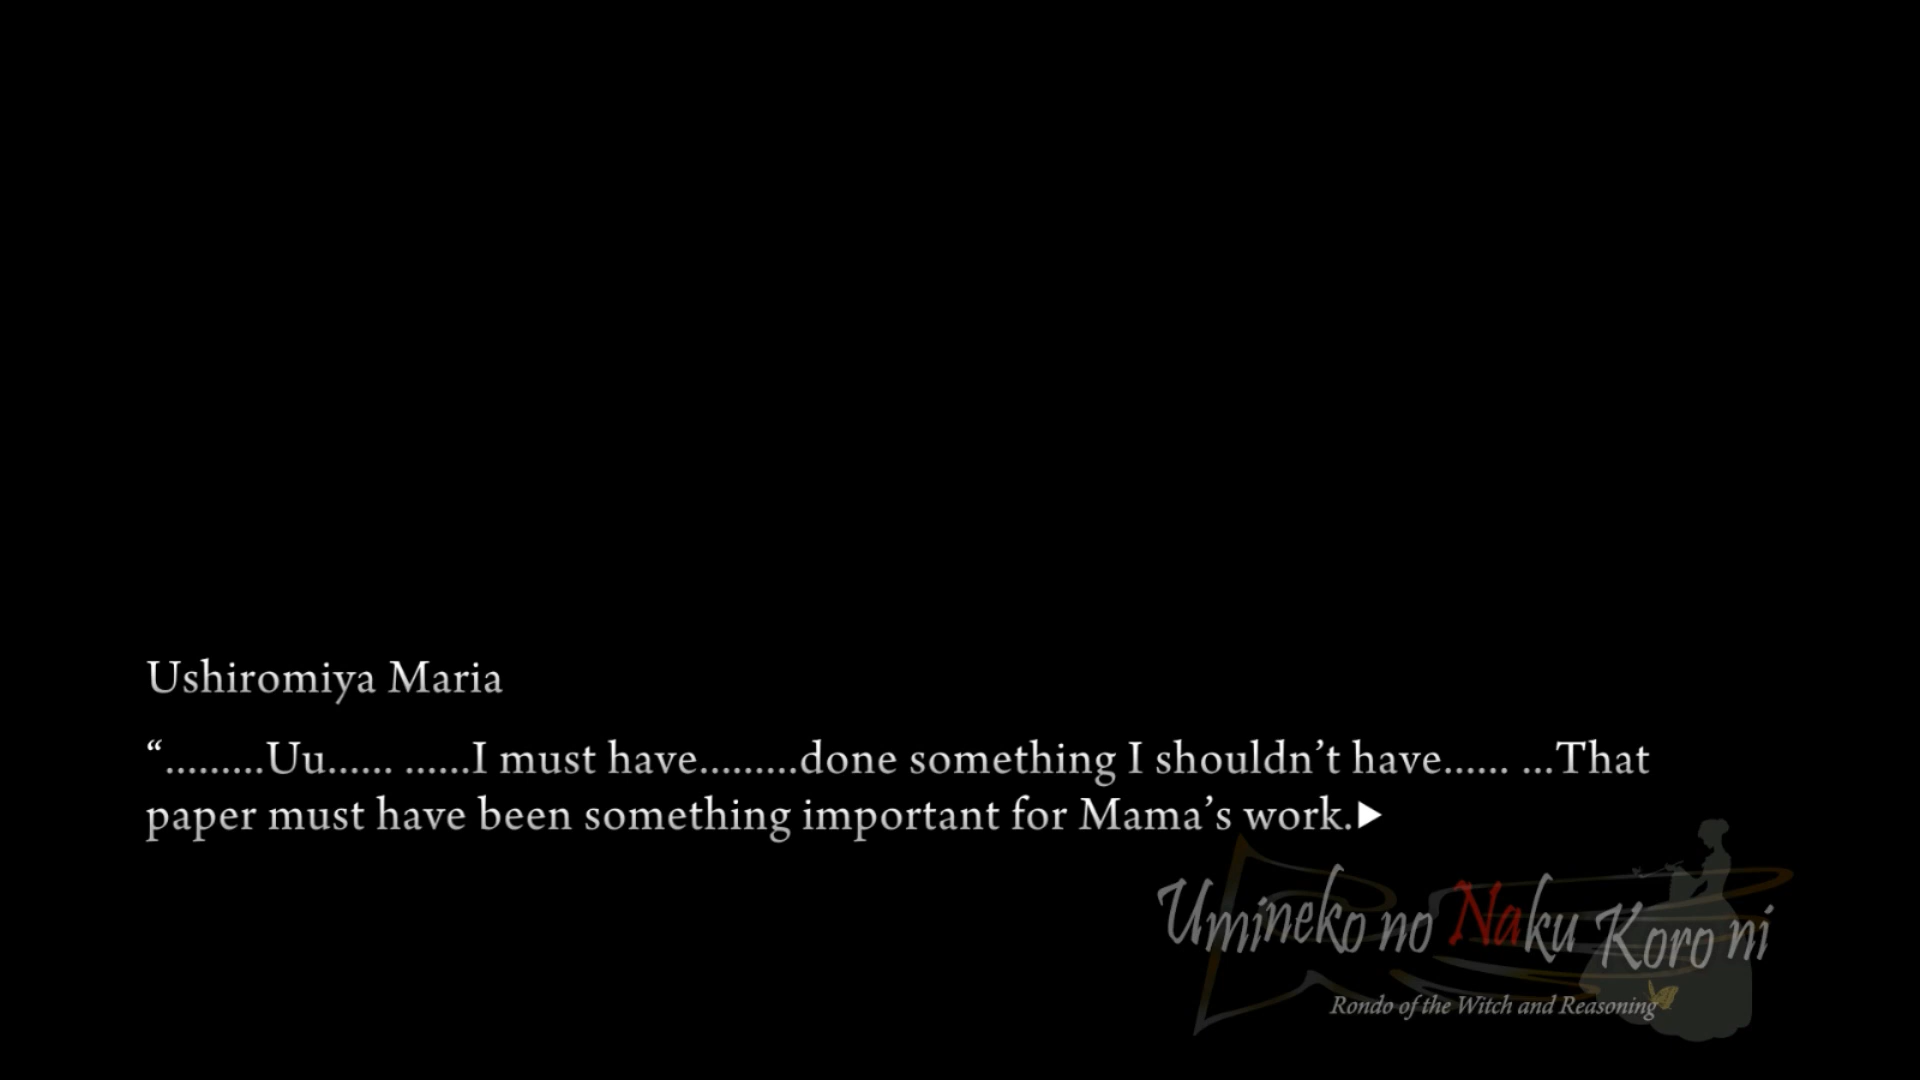 Ushiromiya Maria
“.........Uu...... ......I must have.........done something I shouldn’t have...... ...That
paper must have been something important for Mama’s work.
Umineko no Naku Koro ni
Rondo of the Witch and Reasoning